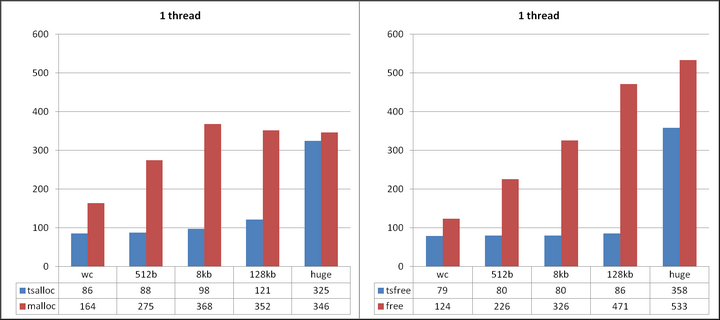 1 thread
600
500
400
300
200
100
0
wc 512b 8kb 128kb huge
tsalloc 86 88 98 121 325
malloc 164 275 368 352 346
1 thread
600
500
400
300
200
100
0
wc 512b 8kb 128kb huge
tsfree 79 80 80 86 358
free 124 226 326 471 533